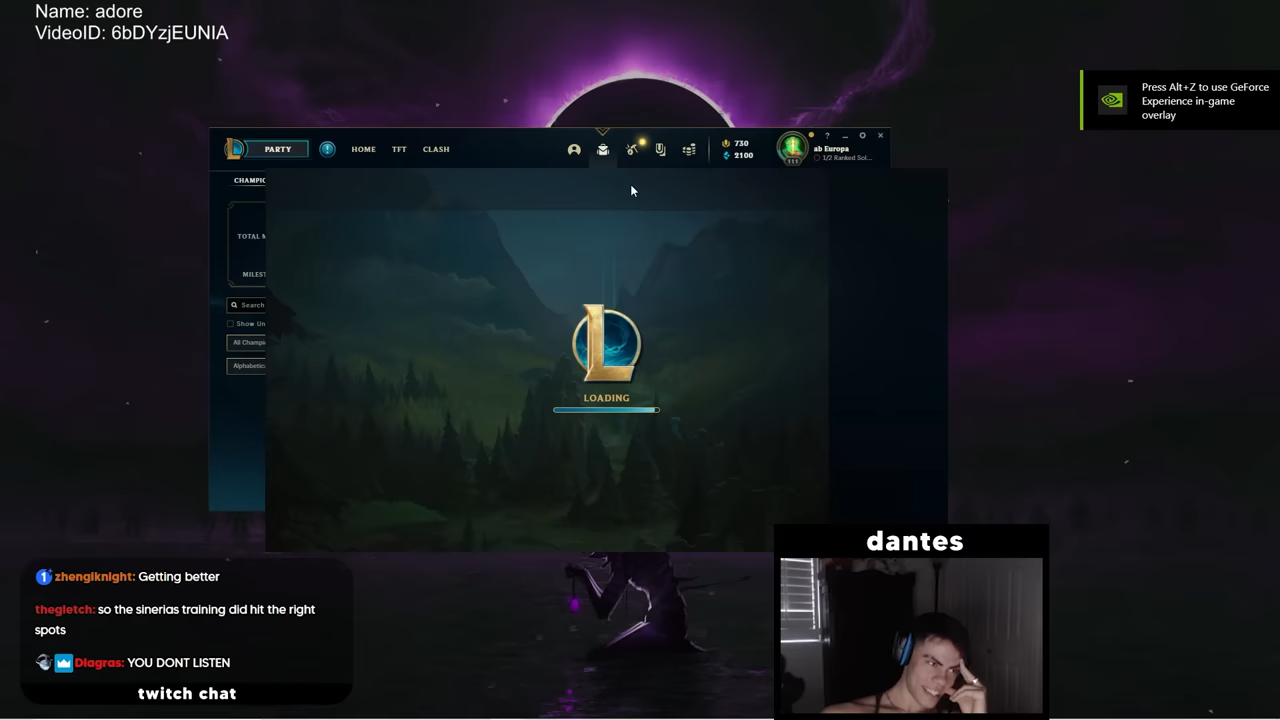 Name: adore
VideoID: 6bDYzjEUNIA
Press Alt+Z to use GeForce
Experience in-game
overlay
PARTY
HOME
TFT
CLASH
730
2100
111
ab Europa
1/2 Ranked Sol...
CHAMPIC
TOTAL M
MILEST
Search
Show Un
All Champi
Alphabetic
LOADING
dantes
zhengiknight: Getting better
thegletch: so the sinerias training did hit the right
spots
Dlagras: YOU DONT LISTEN
twitch chat